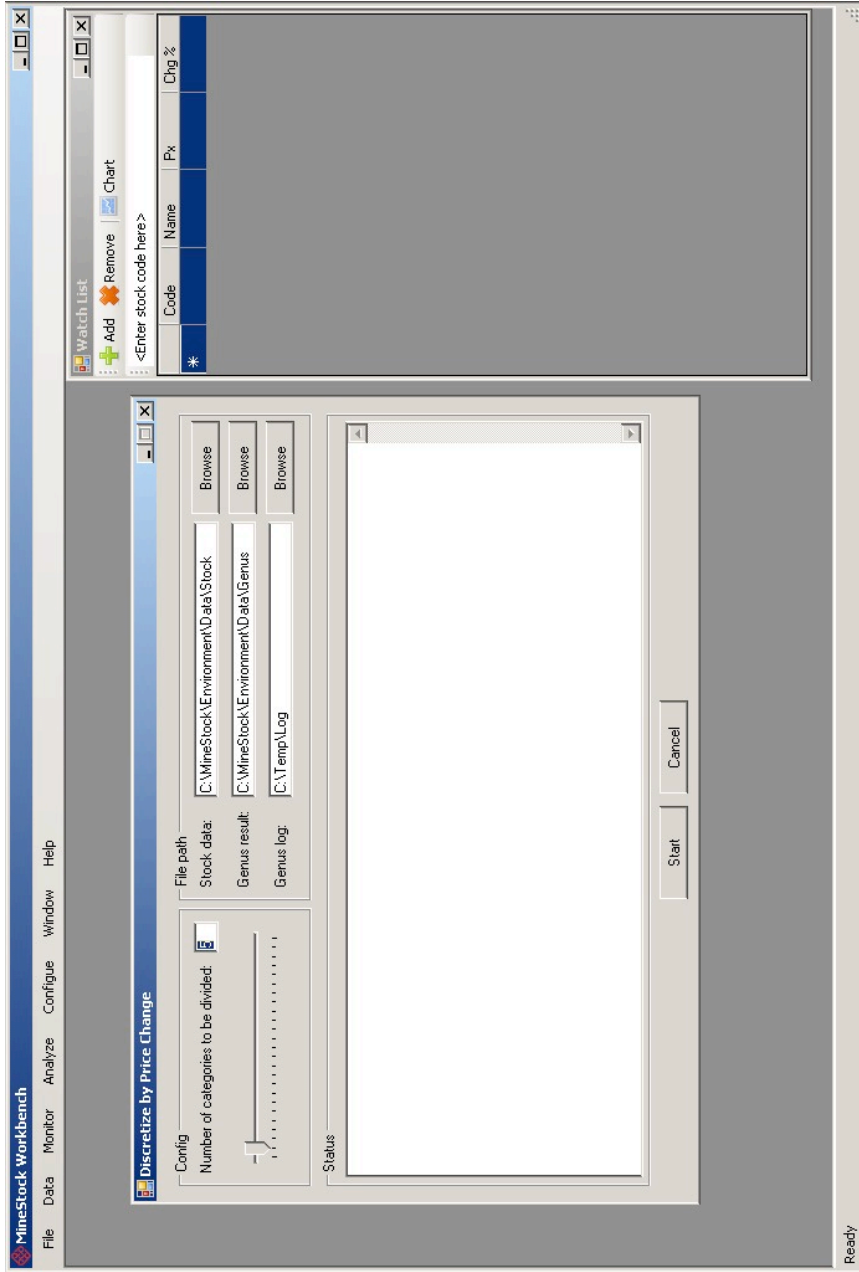 MineStock Workbench
File Data Monitor Analyze Configue Window Help
Discretize by Price Change
Config
Number of categories to be divided: 5
File path
Stock data: C:\MineStock\Environment\Data\Stock Browse
Genus result: C:\MineStock\Environment\Data\Genus Browse
Genus log: C:\Temp\Log Browse
Status
Start Cancel
Watch List
Add Remove Chart
<Enter stock code here>
Code Name Px Chg %
*
Ready